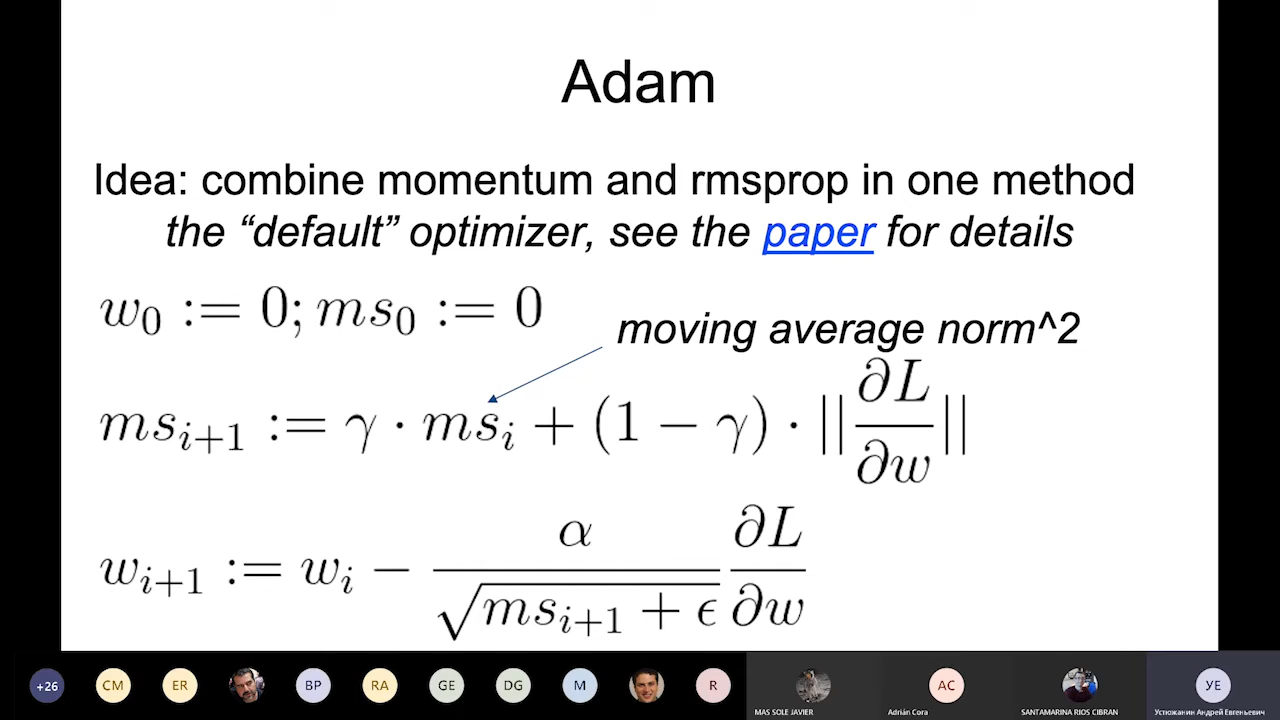 Adam
Idea: combine momentum and rmsprop in one method
the “default” optimizer, see the paper for details
w₀ := 0; ms₀ := 0
moving average norm^2
ms_{i+1} := γ · ms_i + (1 − γ) · ||∂L/∂w||
w_{i+1} := w_i − α/√(ms_{i+1} + ϵ) ∂L/∂w
+26 CM ER BP RA GE DG M R AC УЕ
MAS SOLE JAVIER Adrián Cora SANTAMARINA RIOS CIBRAN Устюжанин Андрей Евгеньевич